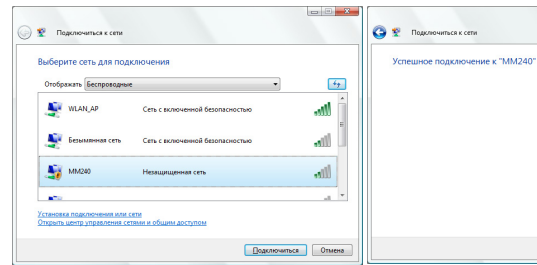 Подключиться к сети
Выберите сеть для подключения
Отображать Беспроводные
WLAN_AP Сеть с включенной безопасностью
Безымянная сеть Сеть с включенной безопасностью
MM240 Незащищенная сеть
Установка подключения или сети
Открыть центр управления сетями и общим доступом
Подключиться Отмена
Подключиться к сети
Успешное подключение к "MM240"